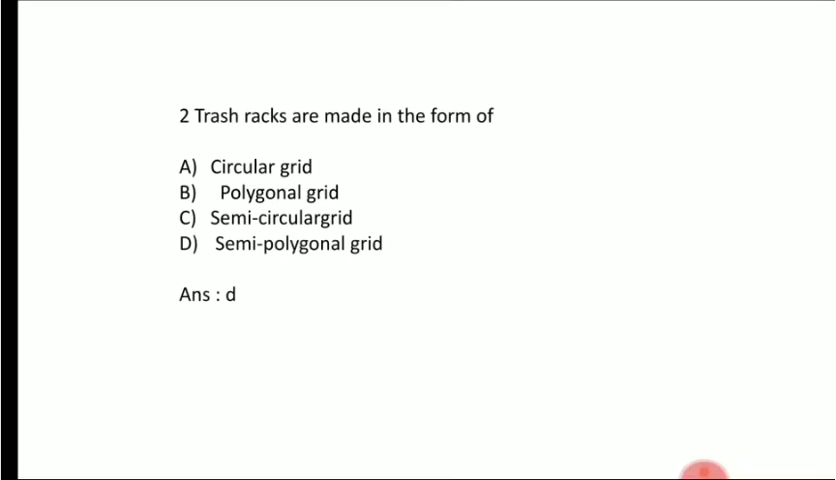 2 Trash racks are made in the form of
A) Circular grid
B) Polygonal grid
C) Semi-circulargrid
D) Semi-polygonal grid
Ans : d